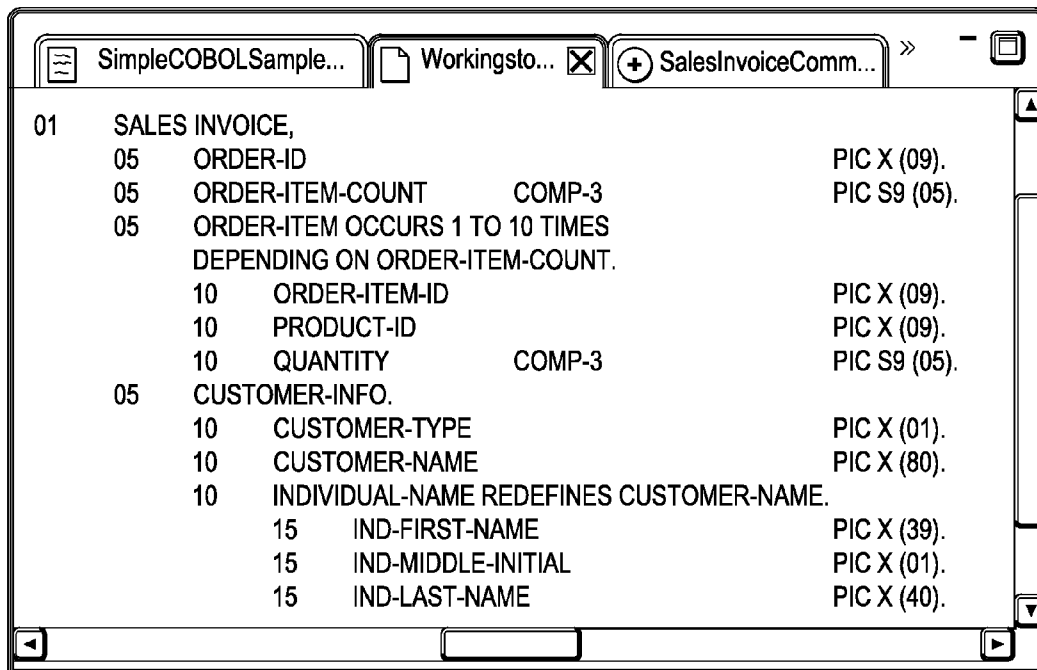 SimpleCOBOLSample... Workingsto... SalesInvoiceComm... »
01 SALES INVOICE,
05 ORDER-ID PIC X (09).
05 ORDER-ITEM-COUNT COMP-3 PIC S9 (05).
05 ORDER-ITEM OCCURS 1 TO 10 TIMES
DEPENDING ON ORDER-ITEM-COUNT.
10 ORDER-ITEM-ID PIC X (09).
10 PRODUCT-ID PIC X (09).
10 QUANTITY COMP-3 PIC S9 (05).
05 CUSTOMER-INFO.
10 CUSTOMER-TYPE PIC X (01).
10 CUSTOMER-NAME PIC X (80).
10 INDIVIDUAL-NAME REDEFINES CUSTOMER-NAME.
15 IND-FIRST-NAME PIC X (39).
15 IND-MIDDLE-INITIAL PIC X (01).
15 IND-LAST-NAME PIC X (40).